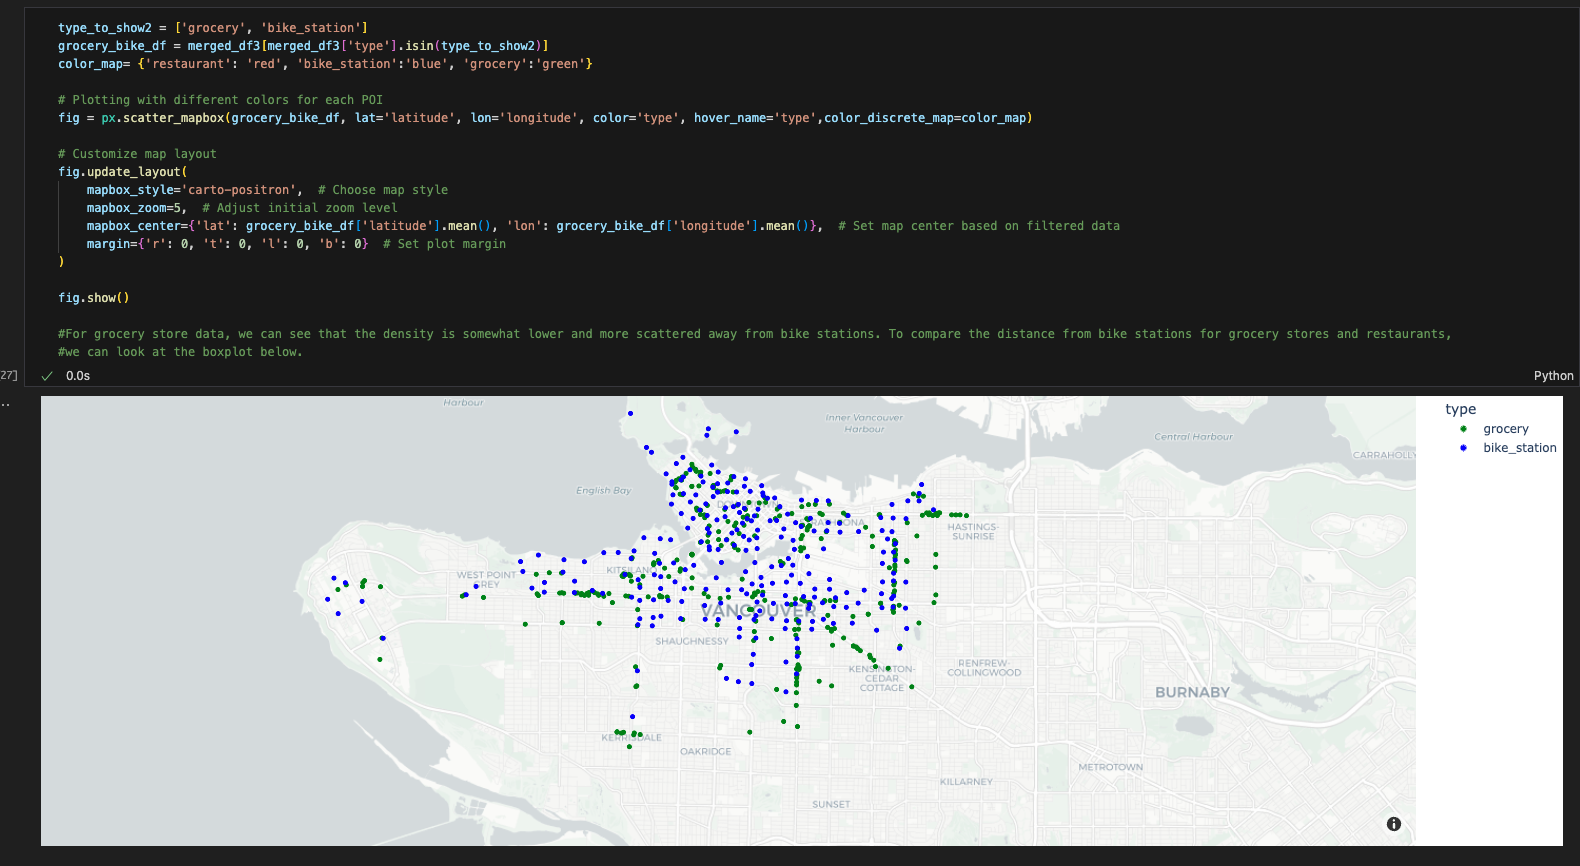 type_to_show2 = ['grocery', 'bike_station']
grocery_bike_df = merged_df3[merged_df3['type'].isin(type_to_show2)]
color_map= {'restaurant': 'red', 'bike_station':'blue', 'grocery':'green'}
# Plotting with different colors for each POI
fig = px.scatter_mapbox(grocery_bike_df, lat='latitude', lon='longitude', color='type', hover_name='type',color_discrete_map=color_map)
# Customize map layout
fig.update_layout(
    mapbox_style='carto-positron',  # Choose map style
    mapbox_zoom=5,  # Adjust initial zoom level
    mapbox_center={'lat': grocery_bike_df['latitude'].mean(), 'lon': grocery_bike_df['longitude'].mean()},  # Set map center based on filtered data
    margin={'r': 0, 't': 0, 'l': 0, 'b': 0}  # Set plot margin
)
fig.show()
#For grocery store data, we can see that the density is somewhat lower and more scattered away from bike stations. To compare the distance from bike stations for grocery stores and restaurants,
#we can look at the boxplot below.
27]
0.0s
Python
Harbour
Inner Vancouver
Harbour
Central Harbour
CARRAHOLLY
English Bay
HASTINGS-
SUNRISE
WEST POINT
GREY
KITSILANO
VANCOUVER
SHAUGHNESSY
KENSINGTON-
CEDAR
COTTAGE
RENFREW-
COLLINGWOOD
BURNABY
KERRISDALE
OAKRIDGE
METROTOWN
KILLARNEY
SUNSET
type
grocery
bike_station